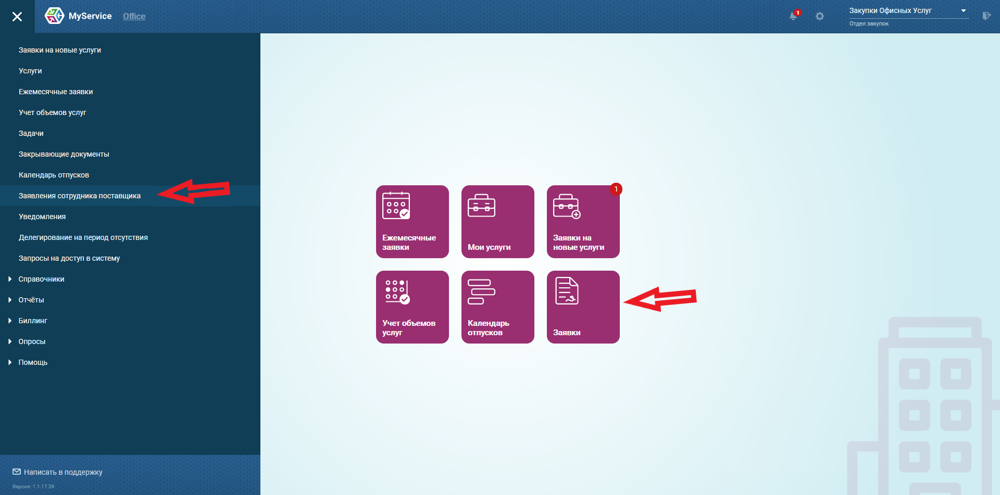 MyService Office
1
Закупки Офисных Услуг
Отдел закупок
Заявки на новые услуги
Услуги
Ежемесячные заявки
Учет объемов услуг
Задачи
Закрывающие документы
Календарь отпусков
Заявления сотрудника поставщика
Уведомления
Делегирование на период отсутствия
Запросы на доступ в систему
Справочники
Отчёты
Биллинг
Опросы
Помощь
Написать в поддержку
Версия: 1.1.17.39
Ежемесячные
заявки
Мои услуги
1
Заявки на
новые услуги
Учет объемов
услуг
Календарь
отпусков
Заявки